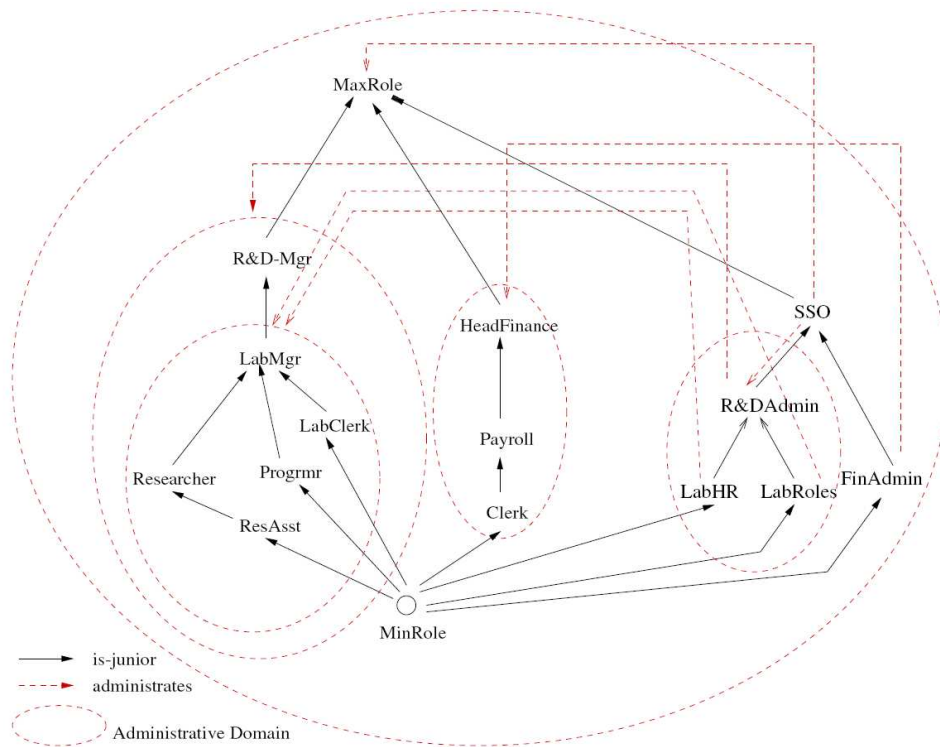 MaxRole
R&D-Mgr
SSO
HeadFinance
LabMgr
R&DAdmin
LabClerk
Payroll
Researcher
Progrmr
FinAdmin
LabHR
LabRoles
Clerk
ResAsst
MinRole
is-junior
administrates
Administrative Domain